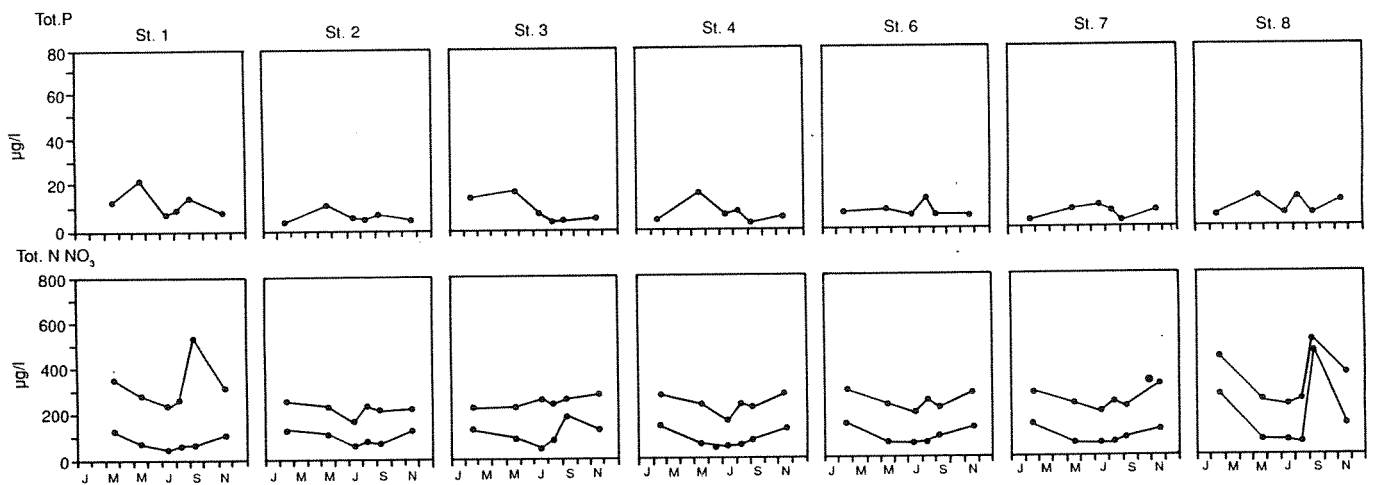 Tot.P
St. 1 St. 2 St. 3 St. 4 St. 6 St. 7 St. 8
80
60
40
20
0
µg/l
Tot. N NO₃
800
600
400
200
0
µg/l
J M M J S N J M M J S N J M M J S N J M M J S N J M M J S N J M M J S N J M M J S N